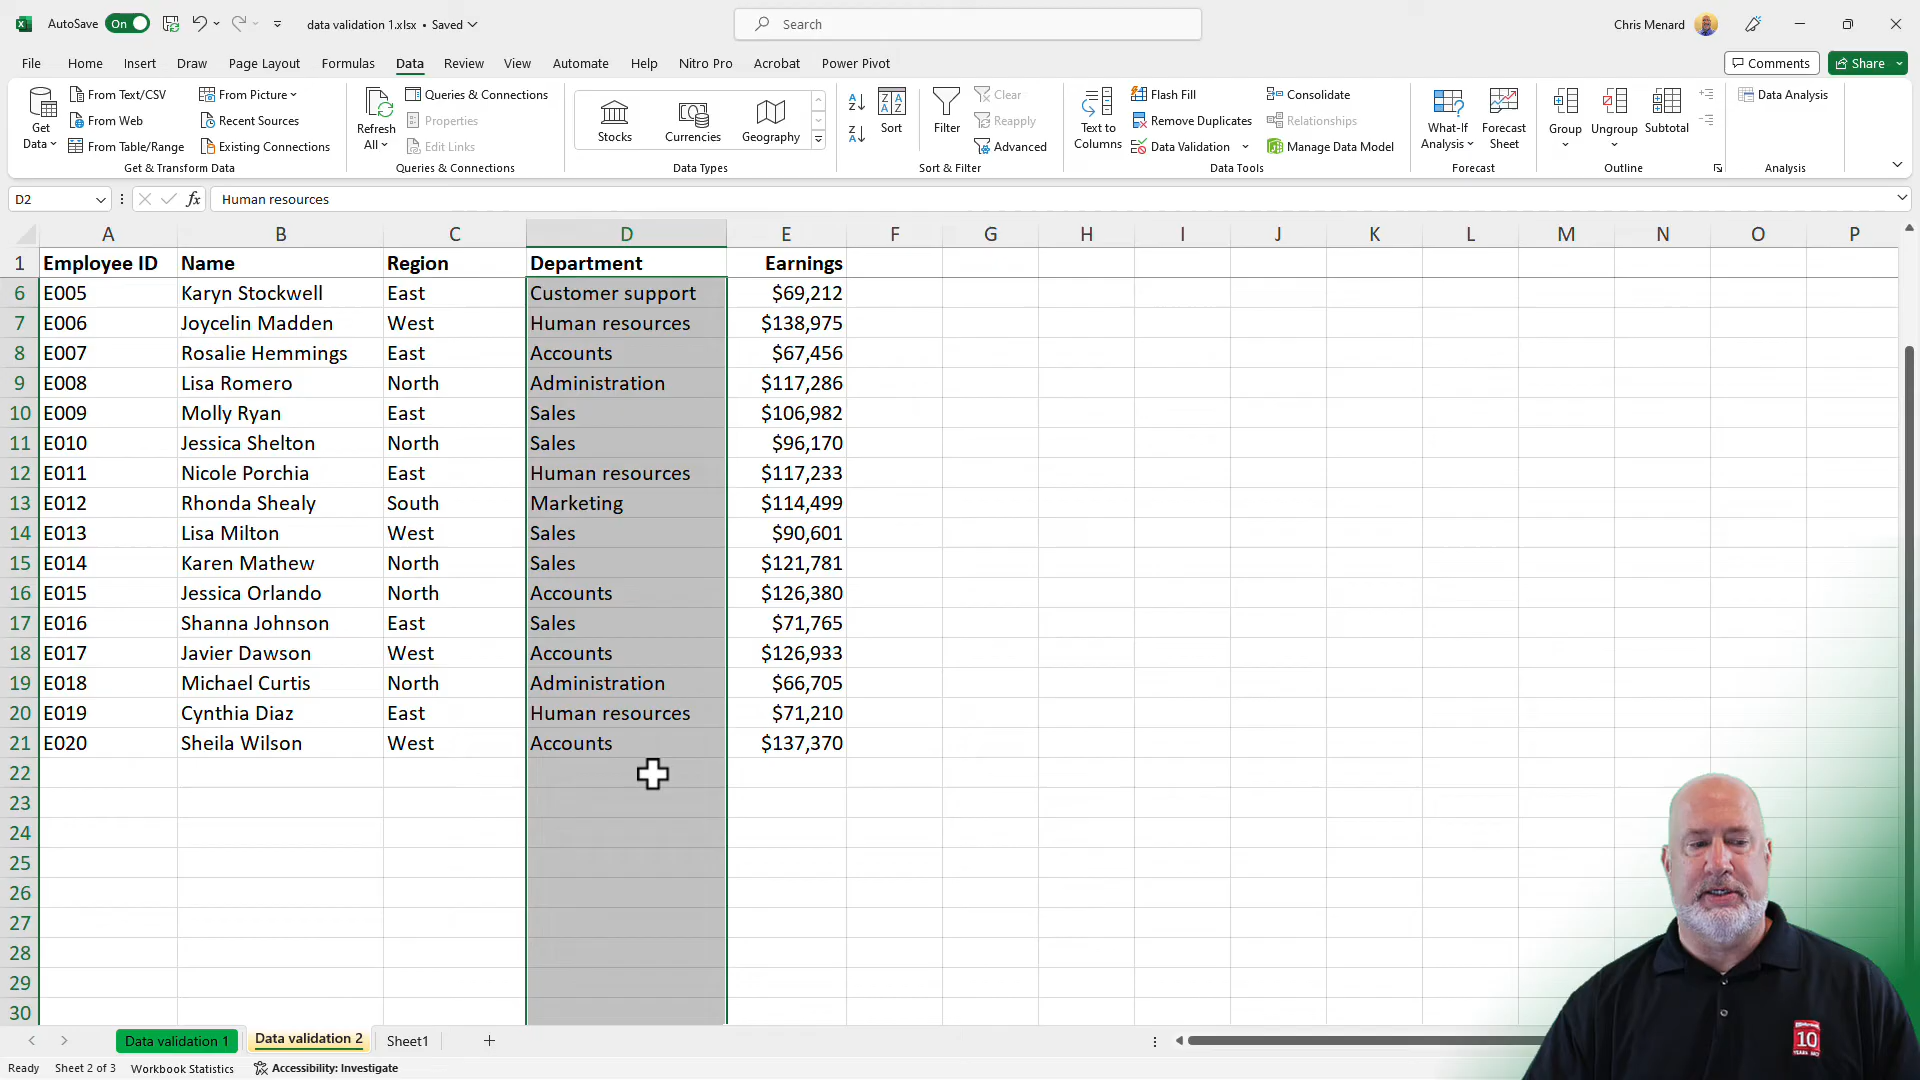 AutoSave On data validation 1.xlsx • Saved Search Chris Menard
File Home Insert Draw Page Layout Formulas Data Review View Automate Help Nitro Pro Acrobat Power Pivot Comments Share
Get Data
From Text/CSV
From Web
From Table/Range
From Picture
Recent Sources
Existing Connections
Get & Transform Data
Refresh All
Queries & Connections
Properties
Edit Links
Queries & Connections
Stocks
Currencies
Geography
Data Types
Sort
Filter
Clear
Reapply
Advanced
Sort & Filter
Text to Columns
Flash Fill
Remove Duplicates
Data Validation
Consolidate
Relationships
Manage Data Model
Data Tools
What-If Analysis
Forecast Sheet
Forecast
Group
Ungroup
Subtotal
Outline
Data Analysis
Analysis
D2 fx Human resources
A B C D E F G H I J K L M N O P
1 Employee ID Name Region Department Earnings
6 E005 Karyn Stockwell East Customer support $69,212
7 E006 Joycelin Madden West Human resources $138,975
8 E007 Rosalie Hemmings East Accounts $67,456
9 E008 Lisa Romero North Administration $117,286
10 E009 Molly Ryan East Sales $106,982
11 E010 Jessica Shelton North Sales $96,170
12 E011 Nicole Porchia East Human resources $117,233
13 E012 Rhonda Shealy South Marketing $114,499
14 E013 Lisa Milton West Sales $90,601
15 E014 Karen Mathew North Sales $121,781
16 E015 Jessica Orlando North Accounts $126,380
17 E016 Shanna Johnson East Sales $71,765
18 E017 Javier Dawson West Accounts $126,933
19 E018 Michael Curtis North Administration $66,705
20 E019 Cynthia Diaz East Human resources $71,210
21 E020 Sheila Wilson West Accounts $137,370
22
23
24
25
26
27
28
29
30
10
Data validation 1 Data validation 2 Sheet1
Ready Sheet 2 of 3 Workbook Statistics Accessibility: Investigate